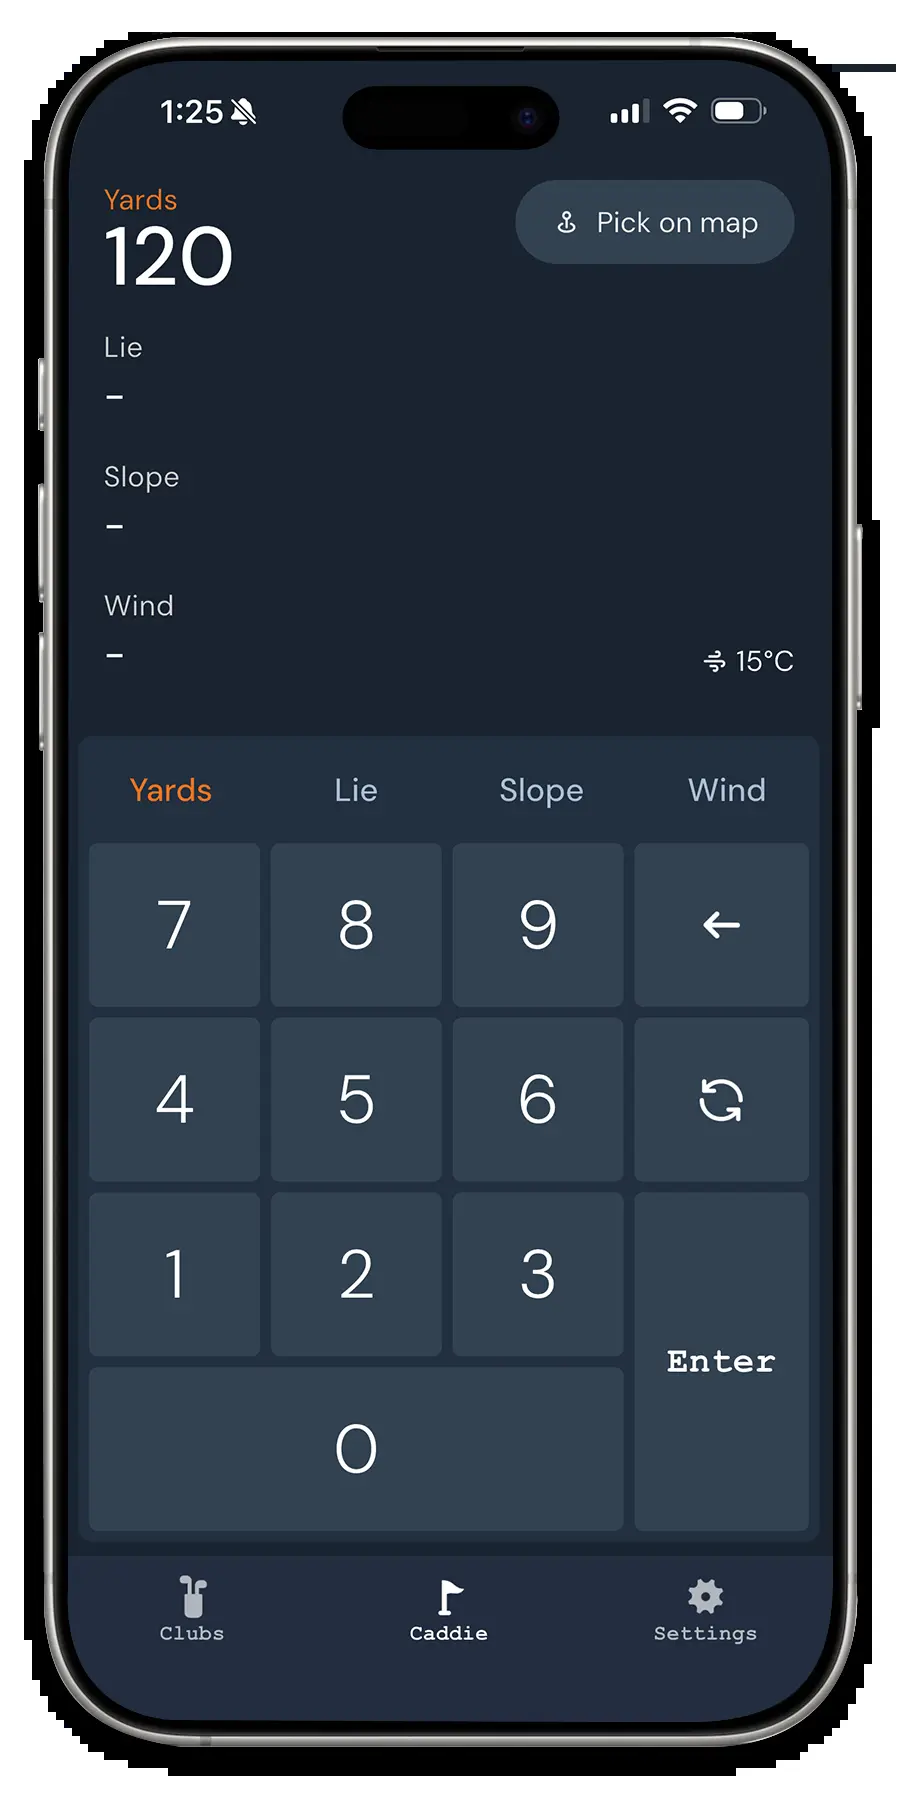 1:25
Yards
120
Pick on map
Lie
–
Slope
–
Wind
–
15°C
Yards Lie Slope Wind
7 8 9 ←
4 5 6
1 2 3
Enter
0
Clubs Caddie Settings